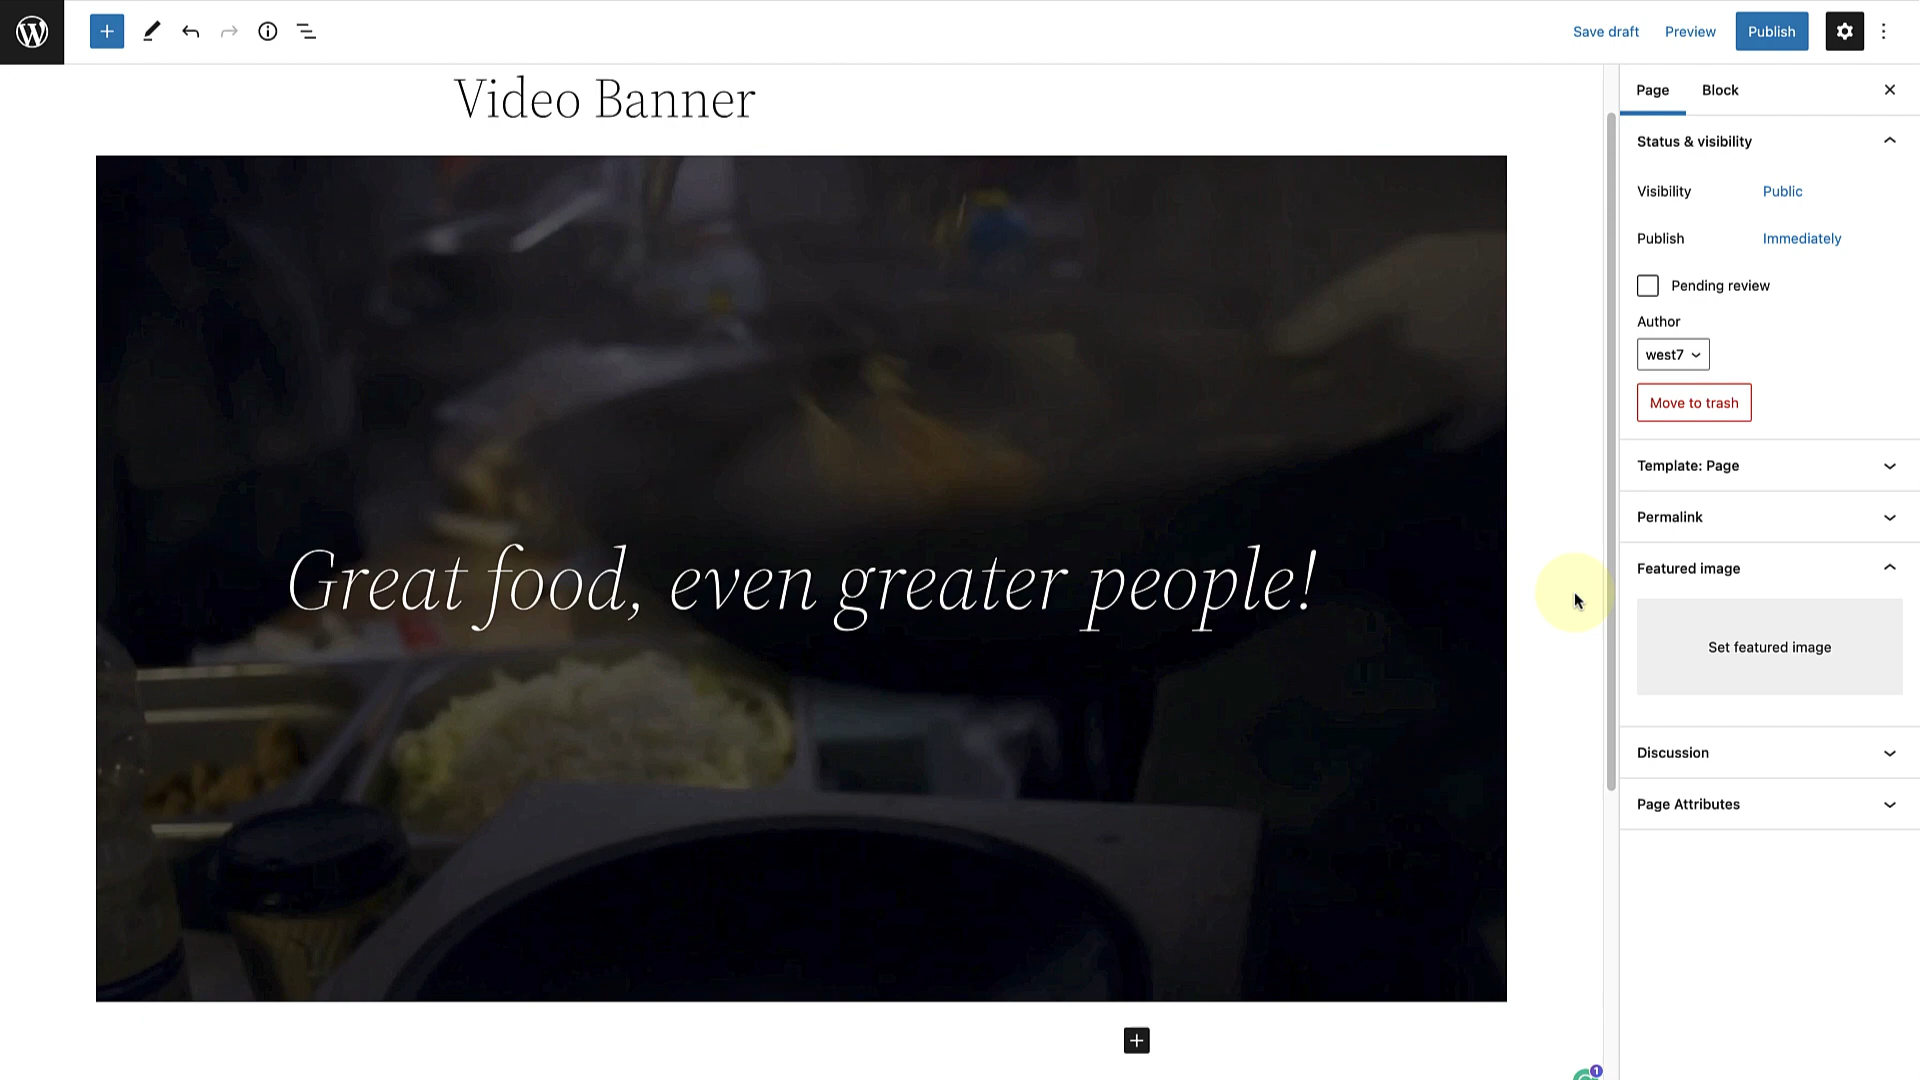 Save draft
Preview
Publish
Video Banner
Great food, even greater people!
Page
Block
Status & visibility
Visibility
Public
Publish
Immediately
Pending review
Author
west7
Move to trash
Template: Page
Permalink
Featured image
Set featured image
Discussion
Page Attributes
1